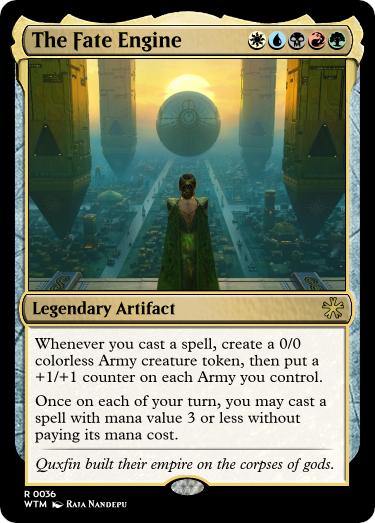 The Fate Engine
Legendary Artifact
Whenever you cast a spell, create a 0/0
colorless Army creature token, then put a
+1/+1 counter on each Army you control.
Once on each of your turn, you may cast a
spell with mana value 3 or less without
paying its mana cost.
Quxfin built their empire on the corpses of gods.
R 0036
WTM Raja Nandepu